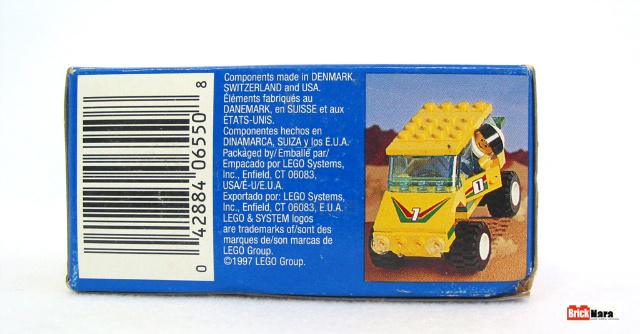 0 42884 06550 8
Components made in DENMARK,
SWITZERLAND and USA.
Éléments fabriqués au
DANEMARK, en SUISSE et aux
ÉTATS-UNIS.
Componentes hechos en
DINAMARCA, SUIZA y los E.U.A.
Packaged by/Emballé par/
Empacado por LEGO Systems,
Inc., Enfield, CT 06083,
USA/É-U/E.U.A.
Exportado por: LEGO Systems,
Inc., Enfield, CT 06083, E.U.A.
LEGO & SYSTEM logos
are trademarks of/sont des
marques de/son marcas de
LEGO Group.
©1997 LEGO Group.
1
1
Brick Nara